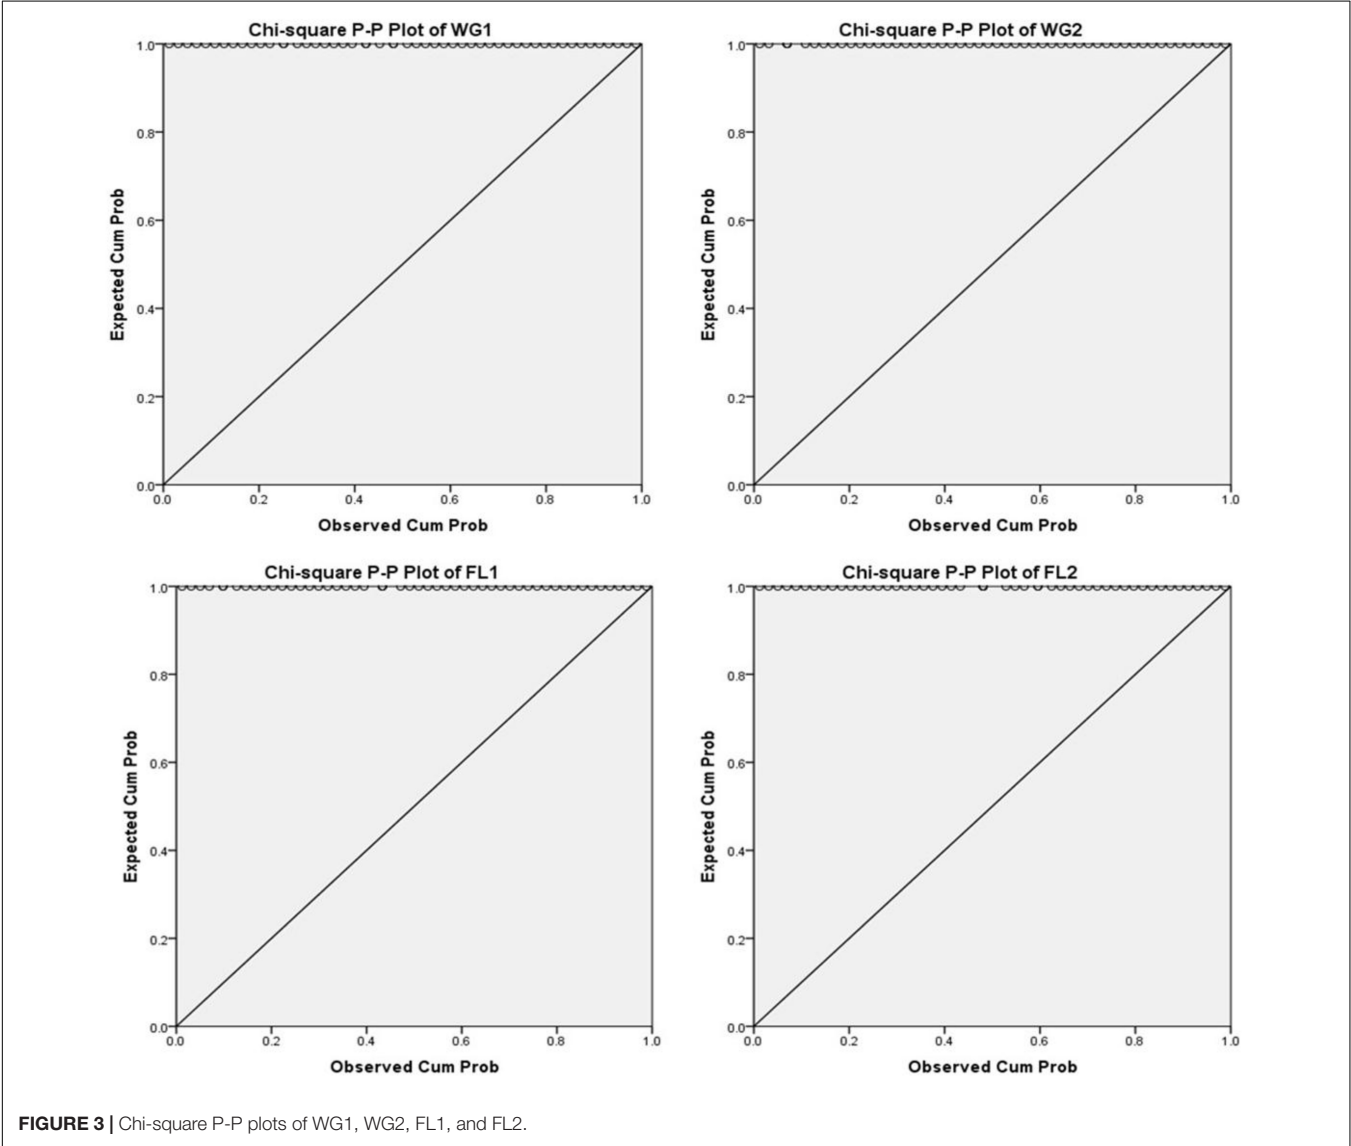 Chi-square P-P Plot of WG1
1.0
0.8
0.6
0.4
0.2
0.0
Expected Cum Prob
0.0 0.2 0.4 0.6 0.8 1.0
Observed Cum Prob
Chi-square P-P Plot of WG2
1.0
0.8
0.6
0.4
0.2
0.0
Expected Cum Prob
0.0 0.2 0.4 0.6 0.8 1.0
Observed Cum Prob
Chi-square P-P Plot of FL1
1.0
0.8
0.6
0.4
0.2
0.0
Expected Cum Prob
0.0 0.2 0.4 0.6 0.8 1.0
Observed Cum Prob
Chi-square P-P Plot of FL2
1.0
0.8
0.6
0.4
0.2
0.0
Expected Cum Prob
0.0 0.2 0.4 0.6 0.8 1.0
Observed Cum Prob
FIGURE 3 | Chi-square P-P plots of WG1, WG2, FL1, and FL2.